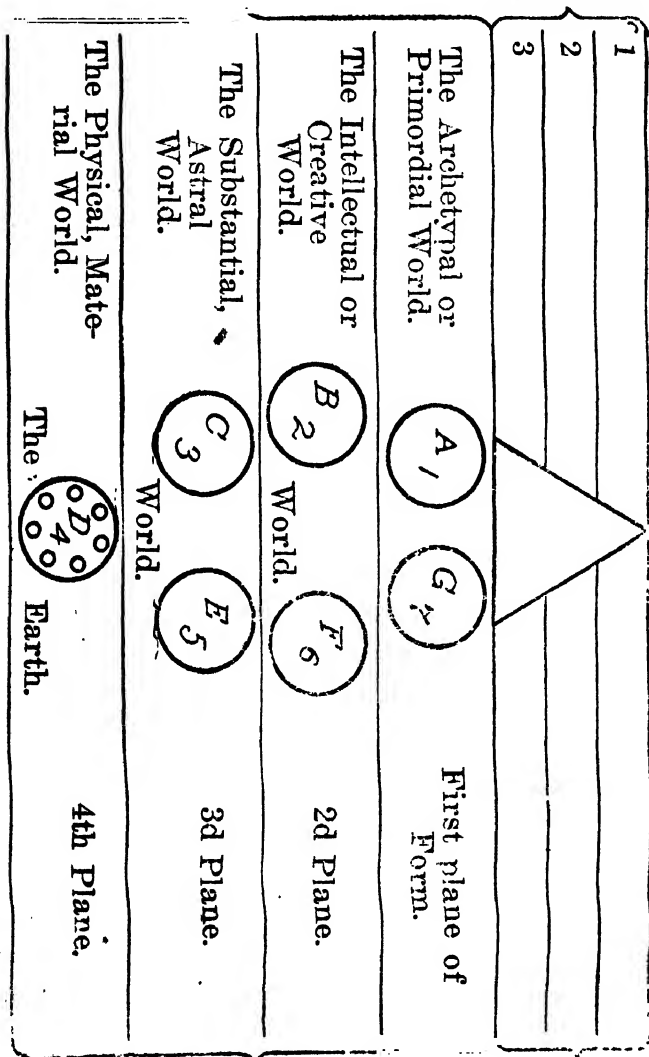 1
2
3
The Archetypal or
Primordial World.
A 1
G 7
First plane of
Form.
The Intellectual or
Creative
World.
B 2
World.
F 6
2d Plane.
The Substantial,
Astral
World.
C 3
World.
E 5
3d Plane.
The Physical, Mate-
rial World.
The
D 4
Earth.
4th Plane.